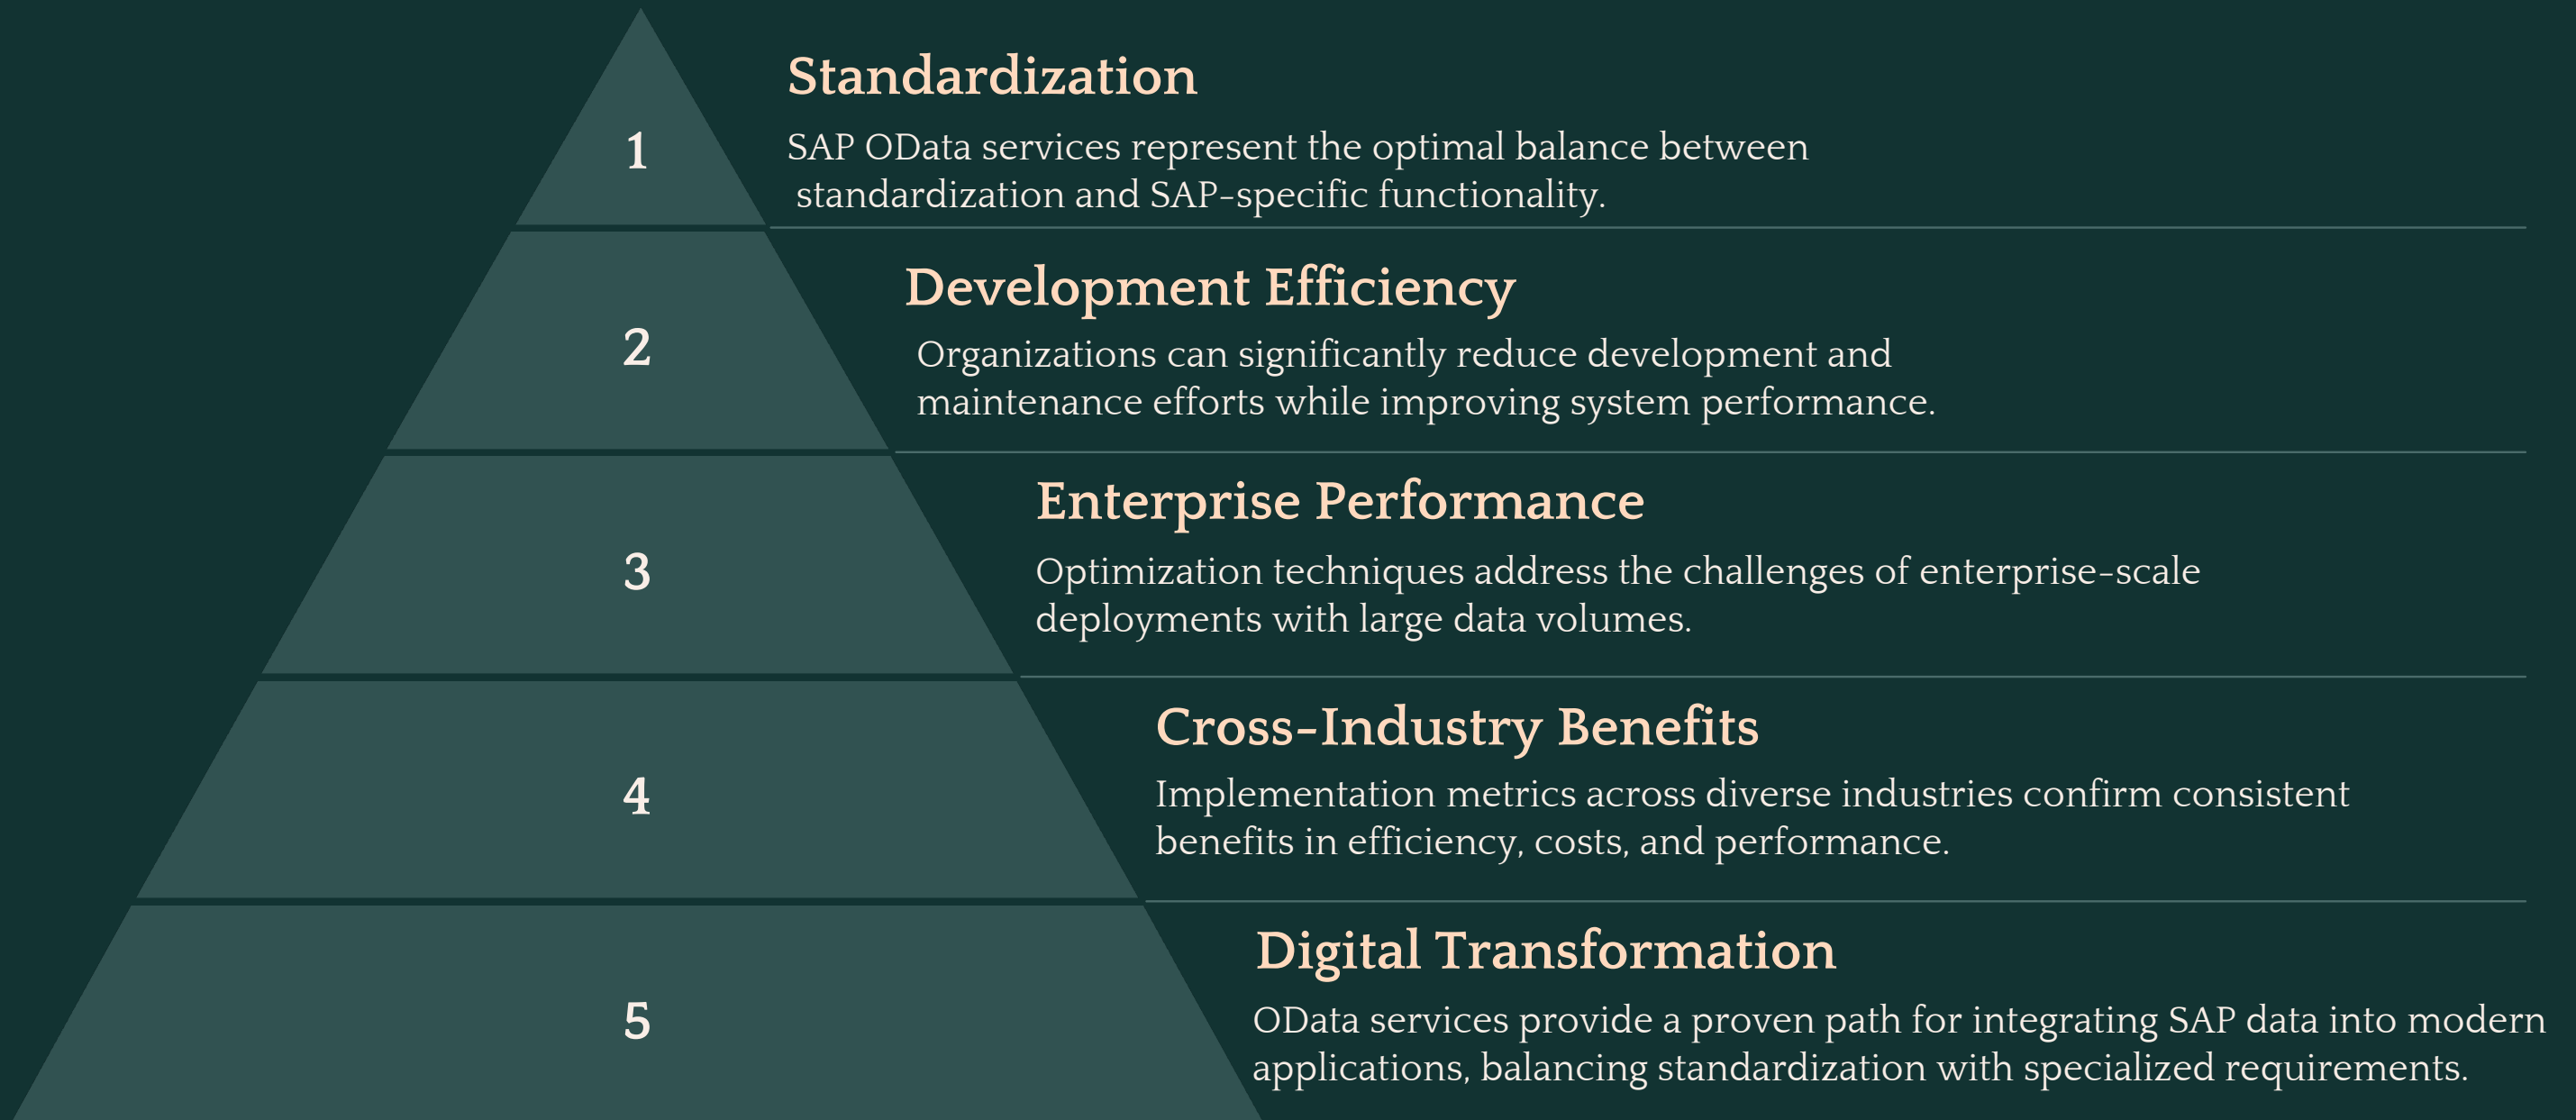 Standardization
1
SAP OData services represent the optimal balance between
standardization and SAP-specific functionality.
Development Efficiency
2
Organizations can significantly reduce development and
maintenance efforts while improving system performance.
Enterprise Performance
3
Optimization techniques address the challenges of enterprise-scale
deployments with large data volumes.
Cross-Industry Benefits
4
Implementation metrics across diverse industries confirm consistent
benefits in efficiency, costs, and performance.
Digital Transformation
5
OData services provide a proven path for integrating SAP data into modern
applications, balancing standardization with specialized requirements.